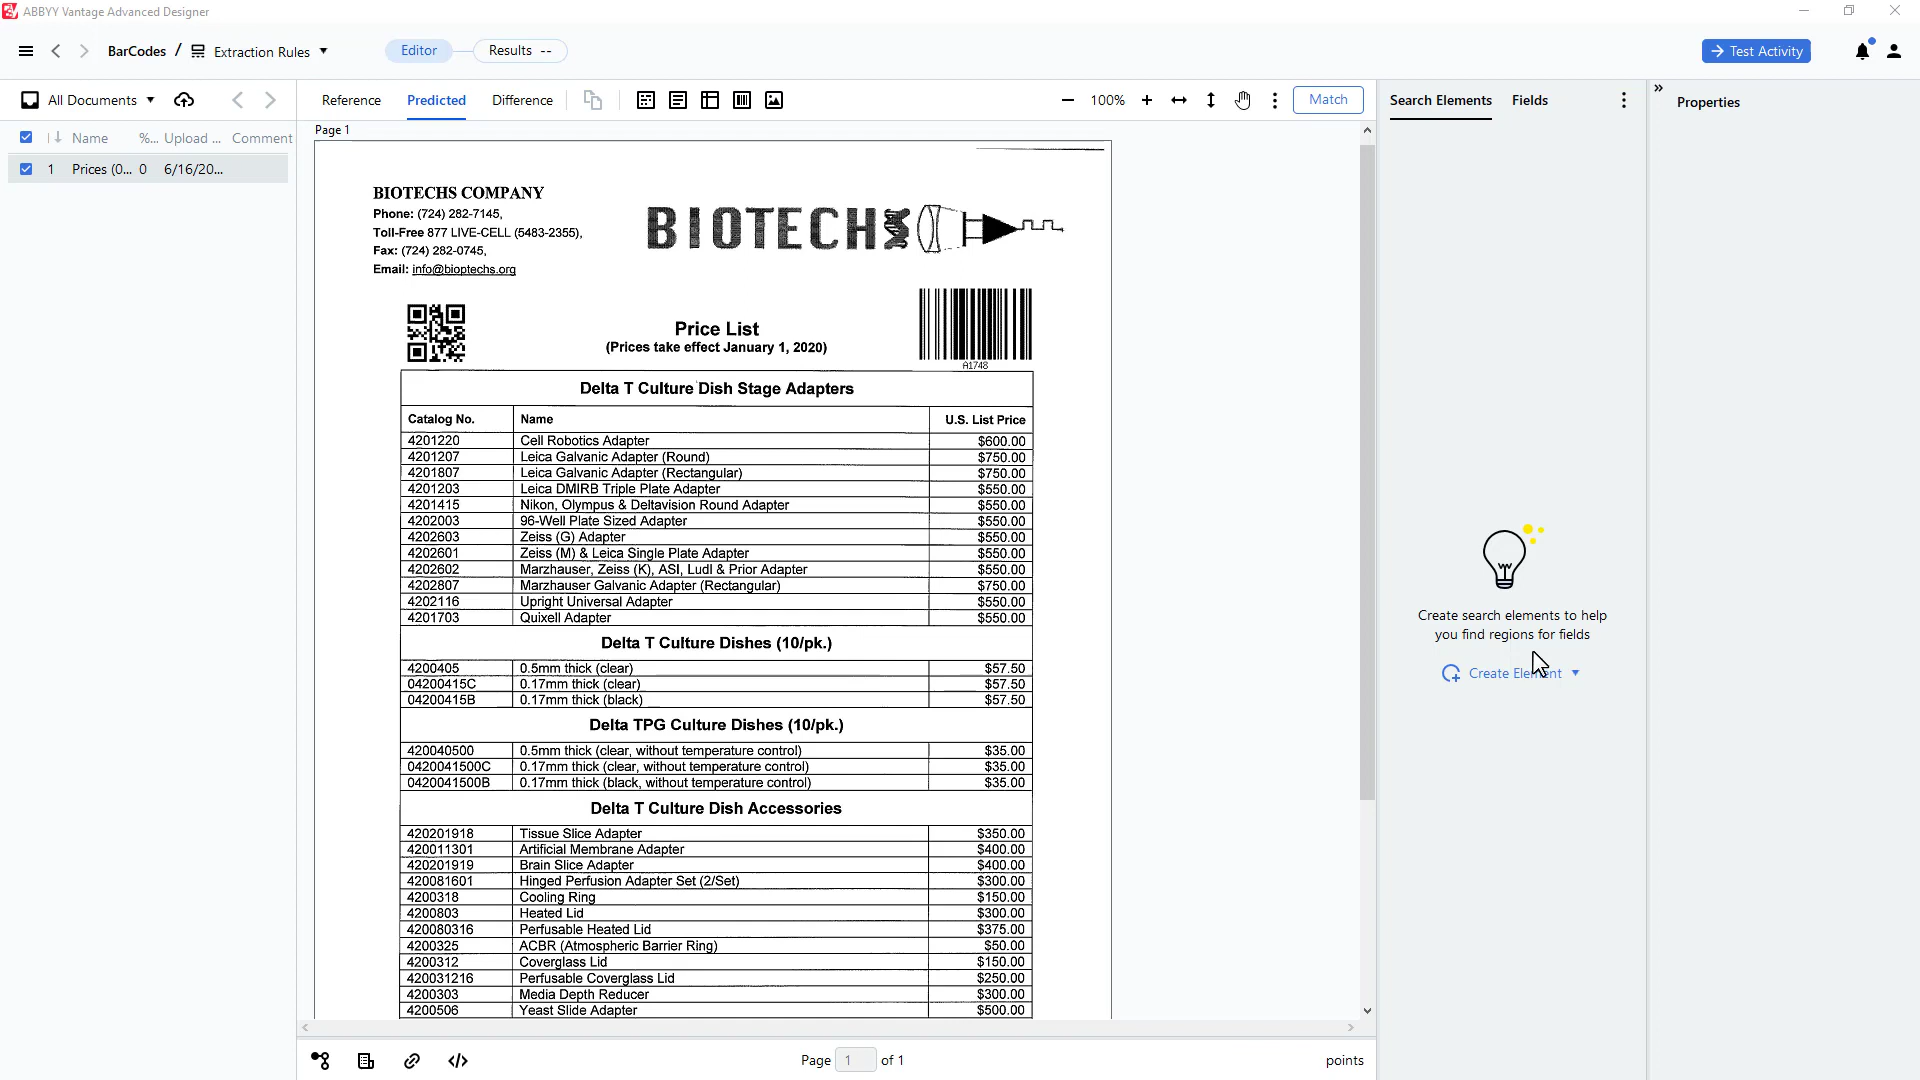 ABBYY Vantage Advanced Designer
BarCodes / Extraction Rules
Editor
Results --
Test Activity
All Documents
Reference
Predicted
Difference
100%
Match
Search Elements
Fields
Properties
Name %... Upload ... Comment
1 Prices (0... 0 6/16/20...
Page 1
BIOTECHS COMPANY
Phone: (724) 282-7145,
Toll-Free 877 LIVE-CELL (5483-2355),
Fax: (724) 282-0745,
Email: info@bioptechs.org
BIOTECHS
Price List
(Prices take effect January 1, 2020)
A1748
Delta T Culture Dish Stage Adapters
Catalog No. Name U.S. List Price
4201220 Cell Robotics Adapter $600.00
4201207 Leica Galvanic Adapter (Round) $750.00
4201807 Leica Galvanic Adapter (Rectangular) $750.00
4201203 Leica DMIRB Triple Plate Adapter $550.00
4201415 Nikon, Olympus & Deltavision Round Adapter $550.00
4202003 96-Well Plate Sized Adapter $550.00
4202603 Zeiss (G) Adapter $550.00
4202601 Zeiss (M) & Leica Single Plate Adapter $550.00
4202602 Marzhauser, Zeiss (K), ASI, Ludl & Prior Adapter $550.00
4202807 Marzhauser Galvanic Adapter (Rectangular) $750.00
4202116 Upright Universal Adapter $550.00
4201703 Quixell Adapter $550.00
Delta T Culture Dishes (10/pk.)
4200405 0.5mm thick (clear) $57.50
04200415C 0.17mm thick (clear) $57.50
04200415B 0.17mm thick (black) $57.50
Delta TPG Culture Dishes (10/pk.)
420040500 0.5mm thick (clear, without temperature control) $35.00
0420041500C 0.17mm thick (clear, without temperature control) $35.00
0420041500B 0.17mm thick (black, without temperature control) $35.00
Delta T Culture Dish Accessories
420201918 Tissue Slice Adapter $350.00
420011301 Artificial Membrane Adapter $400.00
420201919 Brain Slice Adapter $400.00
420081601 Hinged Perfusion Adapter Set (2/Set) $300.00
4200318 Cooling Ring $150.00
4200803 Heated Lid $300.00
420080316 Perfusable Heated Lid $375.00
4200325 ACBR (Atmospheric Barrier Ring) $50.00
4200312 Coverglass Lid $150.00
420031216 Perfusable Coverglass Lid $250.00
4200303 Media Depth Reducer $300.00
4200506 Yeast Slide Adapter $500.00
Create search elements to help
you find regions for fields
Create Element
Page 1 of 1
points